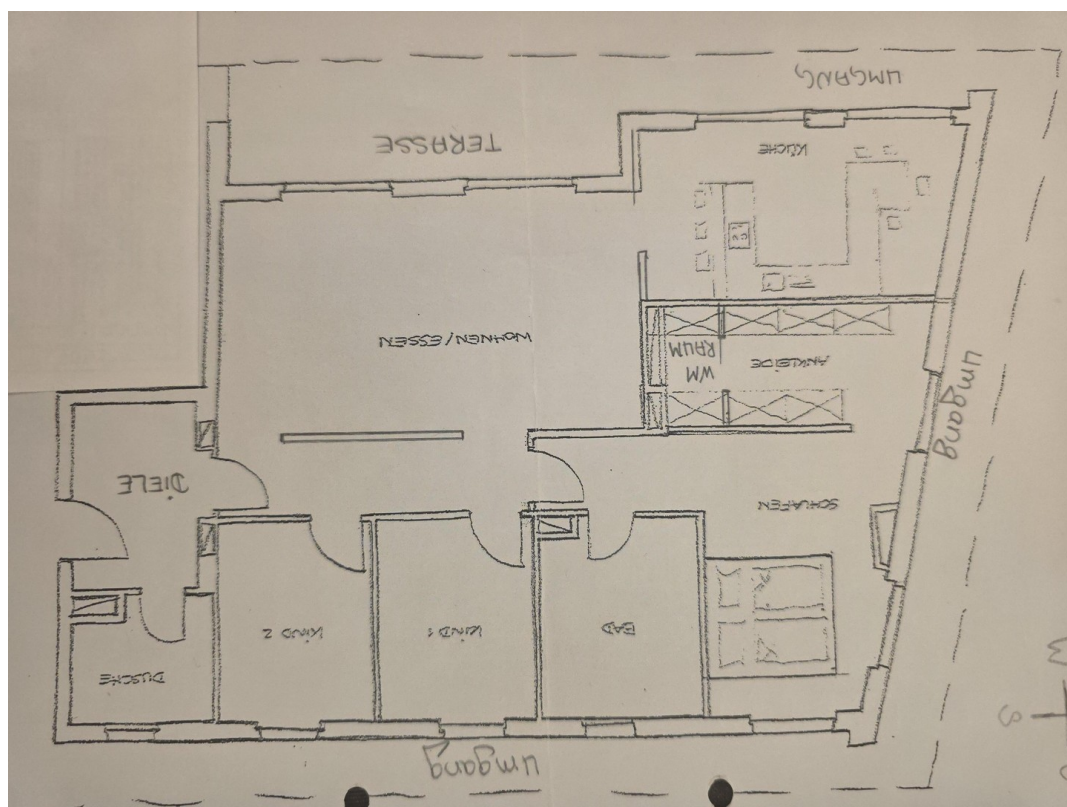 umgang
S
W
DUSCHE
BAD
KIND 1
KIND 2
SCHLAFEN
DIELE
umgang
ANKLEIDE
WM
RAUM
WOHNEN/ESSEN
KÜCHE
TERASSE
UMGANG